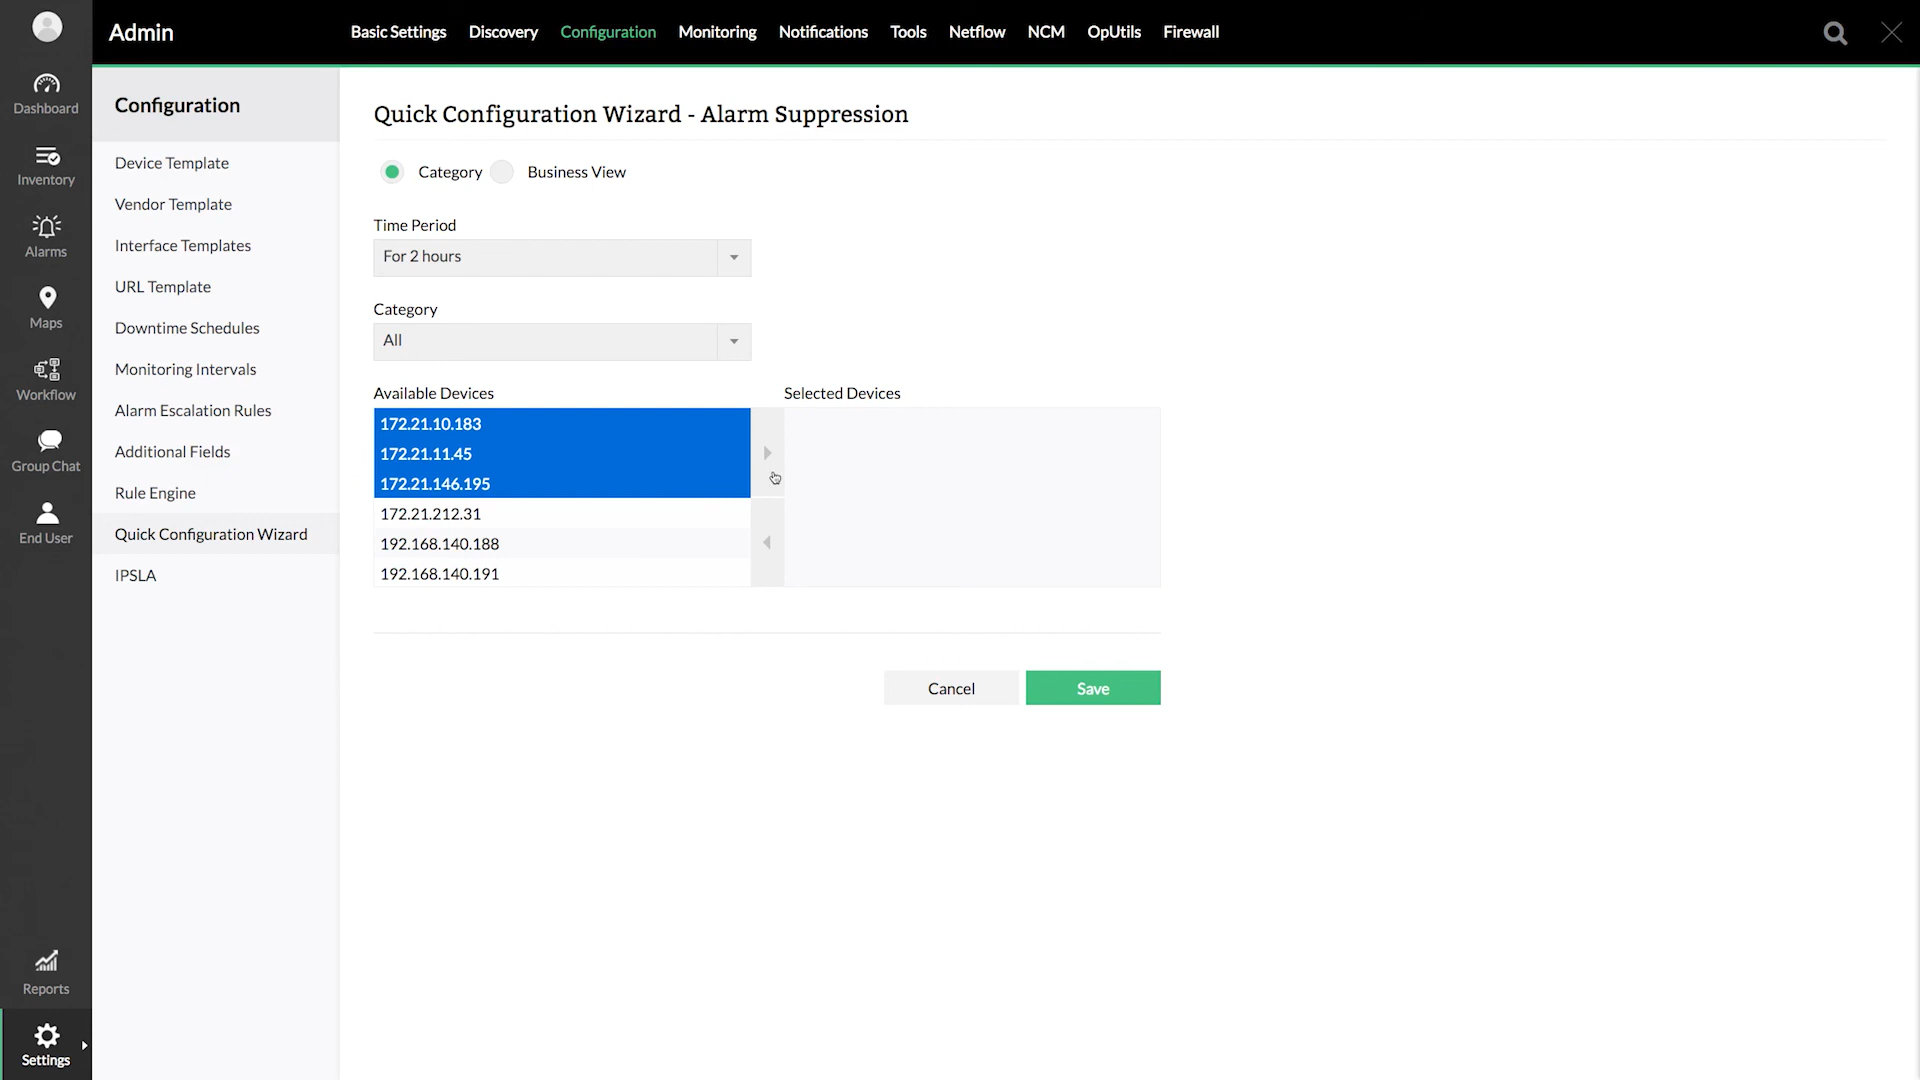 Admin
Basic Settings
Discovery
Configuration
Monitoring
Notifications
Tools
Netflow
NCM
OpUtils
Firewall
Dashboard
Inventory
Alarms
Maps
Workflow
Group Chat
End User
Reports
Settings
Configuration
Device Template
Vendor Template
Interface Templates
URL Template
Downtime Schedules
Monitoring Intervals
Alarm Escalation Rules
Additional Fields
Rule Engine
Quick Configuration Wizard
IPSLA
Quick Configuration Wizard - Alarm Suppression
Category
Business View
Time Period
For 2 hours
Category
All
Available Devices
172.21.10.183
172.21.11.45
172.21.146.195
172.21.212.31
192.168.140.188
192.168.140.191
Selected Devices
Cancel
Save